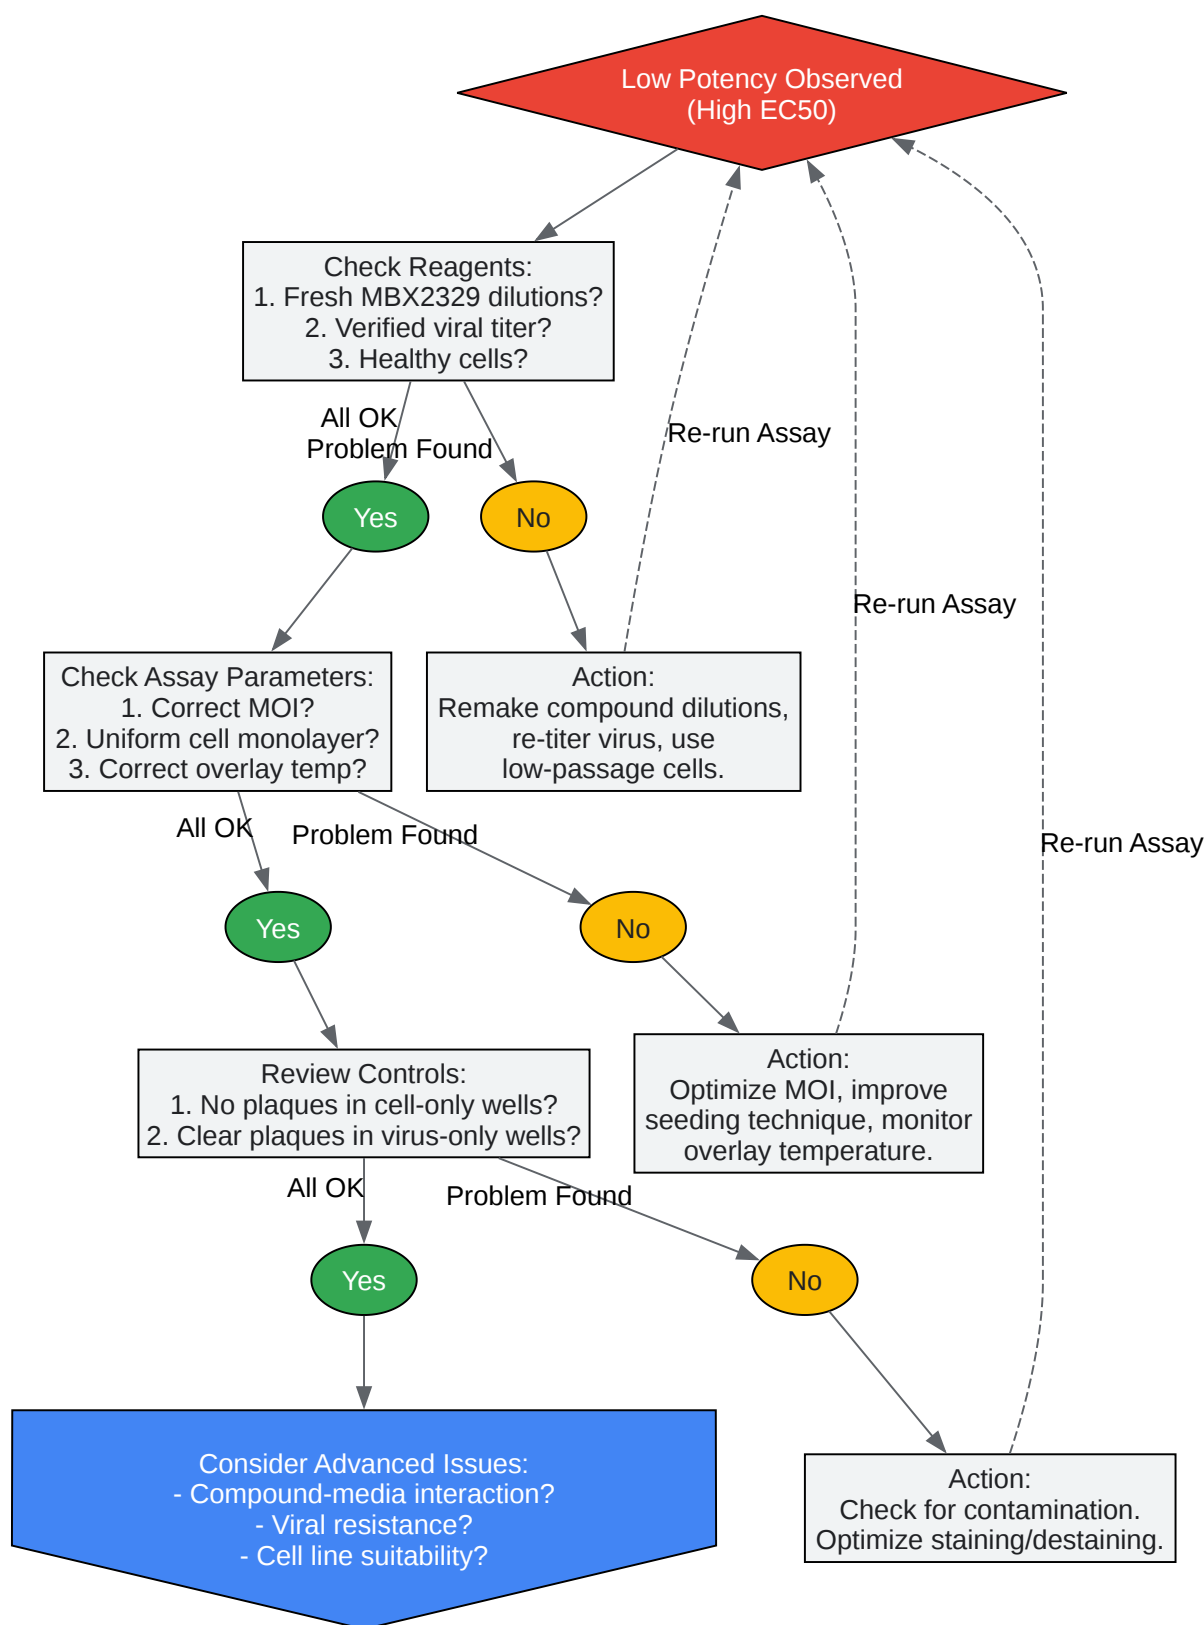 Low Potency Observed
(High EC50)
Check Reagents:
1. Fresh MBX2329 dilutions?
2. Verified viral titer?
3. Healthy cells?
All OK
Problem Found
Re-run Assay
Yes
No
Re-run Assay
Check Assay Parameters:
1. Correct MOI?
2. Uniform cell monolayer?
3. Correct overlay temp?
Action:
Remake compound dilutions,
re-titer virus, use
low-passage cells.
All OK
Problem Found
Re-run Assay
Yes
No
Review Controls:
1. No plaques in cell-only wells?
2. Clear plaques in virus-only wells?
Action:
Optimize MOI, improve
seeding technique, monitor
overlay temperature.
All OK
Problem Found
Yes
No
Consider Advanced Issues:
- Compound-media interaction?
- Viral resistance?
- Cell line suitability?
Action:
Check for contamination.
Optimize staining/destaining.